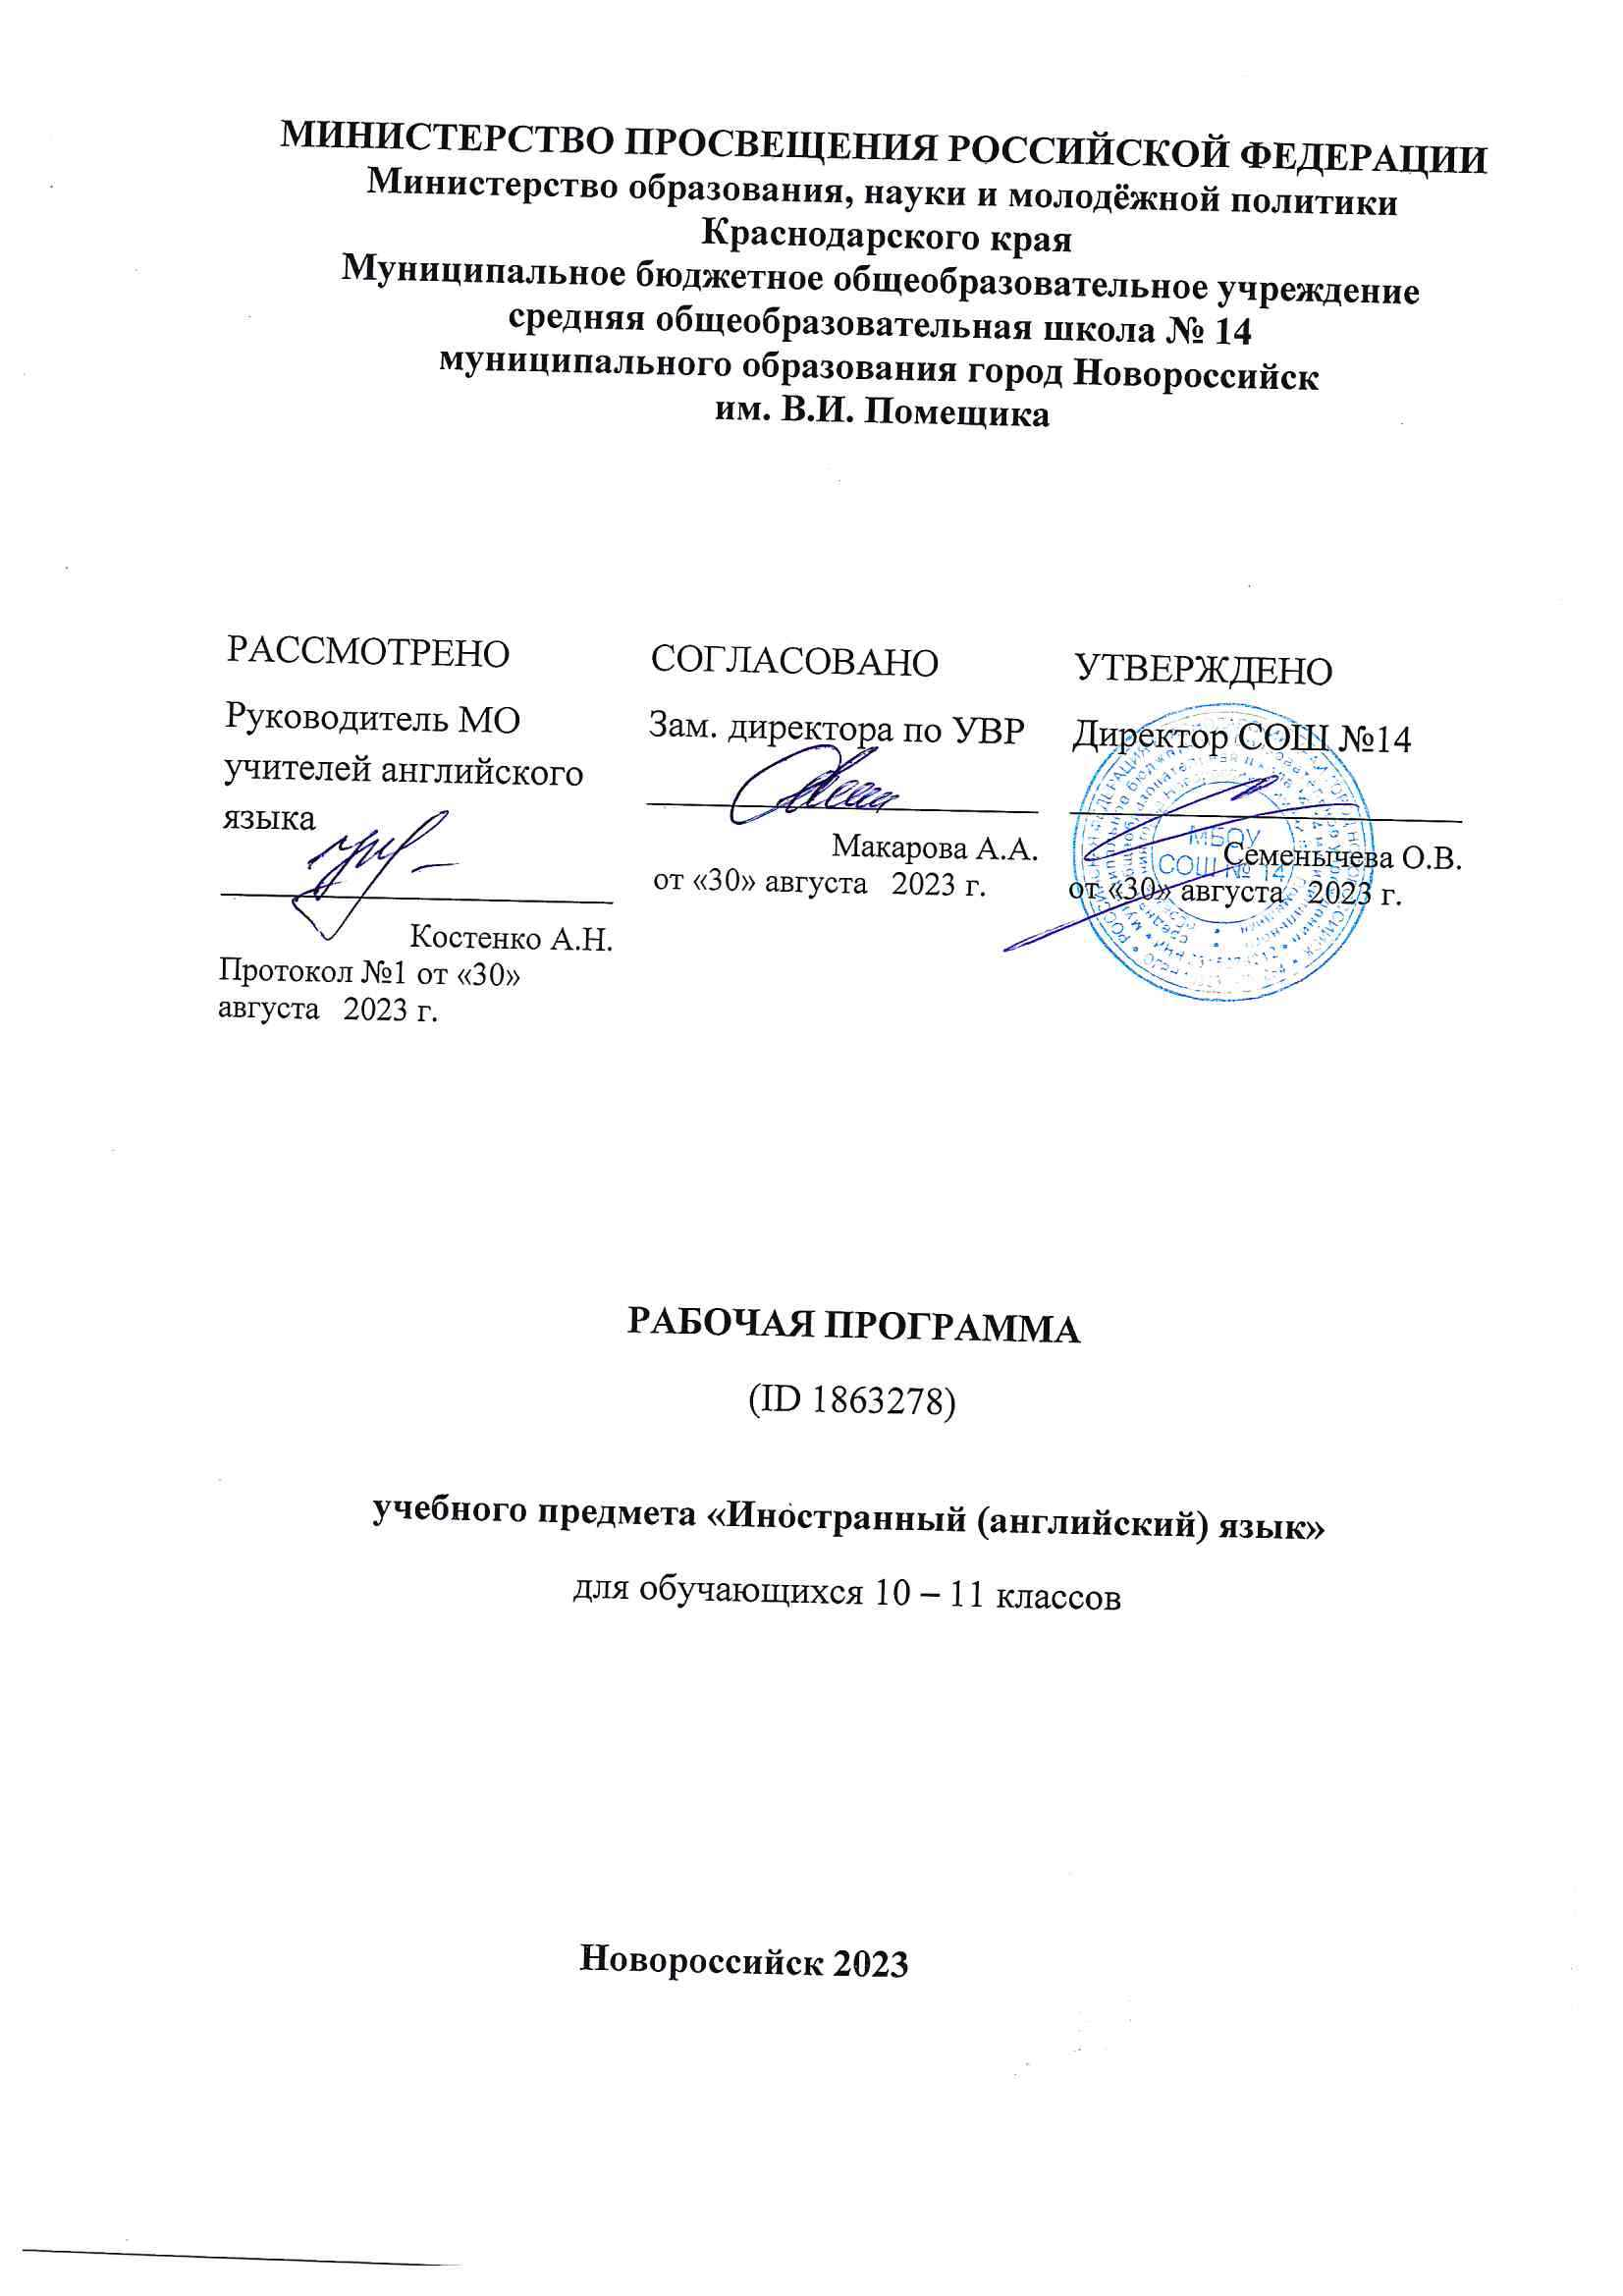 МИНИСТЕРСТВО ПРОСВЕЩЕНИЯ РОССИЙСКОЙ ФЕДЕРАЦИИ
Министерство образования, науки и молодёжной политики
Краснодарского края
Муниципальное бюджетное общеобразовательное учреждение
средняя общеобразовательная школа № 14
муниципального образования город Новороссийск
им. В.И. Помещика
РАССМОТРЕНО
Руководитель МО
учителей английского
языка
Костенко А.Н.
Протокол №1 от «30»
августа 2023 г.
СОГЛАСОВАНО
Зам. директора по УВР
Макарова А.А.
от «30» августа 2023 г.
УТВЕРЖДЕНО
Директор СОШ №14
Семенычева О.В.
от «30» августа 2023 г.
МБОУ
СОШ № 14
РАБОЧАЯ ПРОГРАММА
(ID 1863278)
учебного предмета «Иностранный (английский) язык»
для обучающихся 10 – 11 классов
Новороссийск 2023